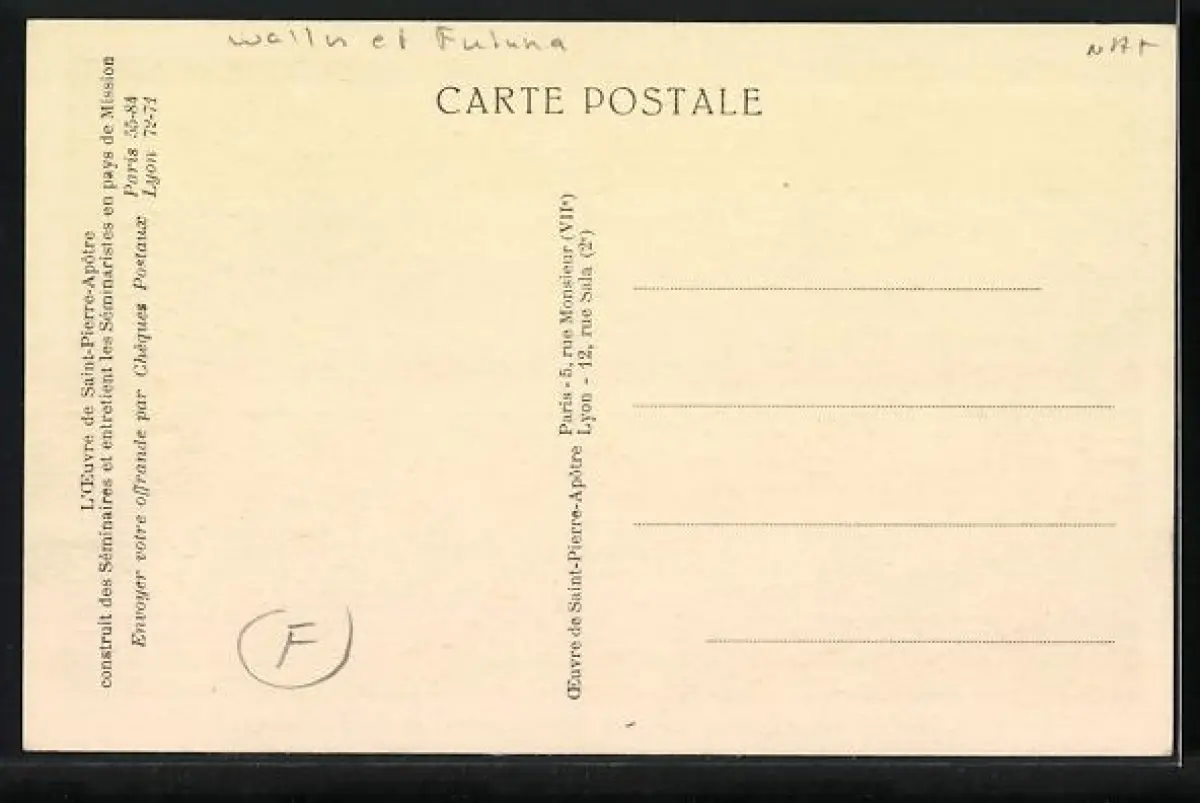 wallis et Futuna
CARTE POSTALE
L'Œuvre de Saint-Pierre-Apôtre
construit des Séminaires et entretient les Séminaristes en pays de Mission
Envoyer votre offrande par Chèques Postaux Paris 55-84
Lyon 72-71
Œuvre de Saint-Pierre-Apôtre Paris - 5, rue Monsieur (VIIe)
Lyon - 12, rue Sala (2e)
F